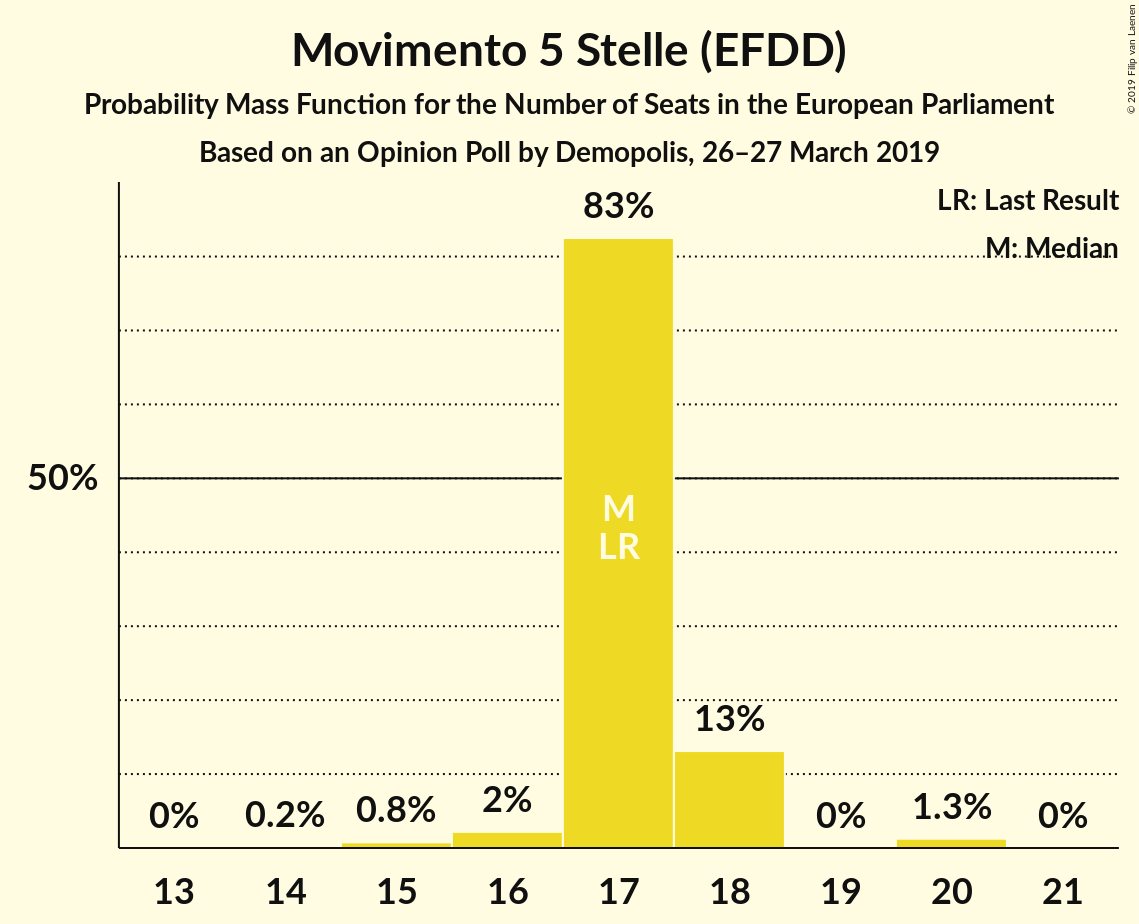 Movimento 5 Stelle (EFDD)
Probability Mass Function for the Number of Seats in the European Parliament
Based on an Opinion Poll by Demopolis, 26–27 March 2019
© 2019 Filip van Laenen
LR: Last Result
M: Median
83%
50%
M
LR
13%
0%
0.2%
0.8%
2%
0%
1.3%
0%
13 14 15 16 17 18 19 20 21